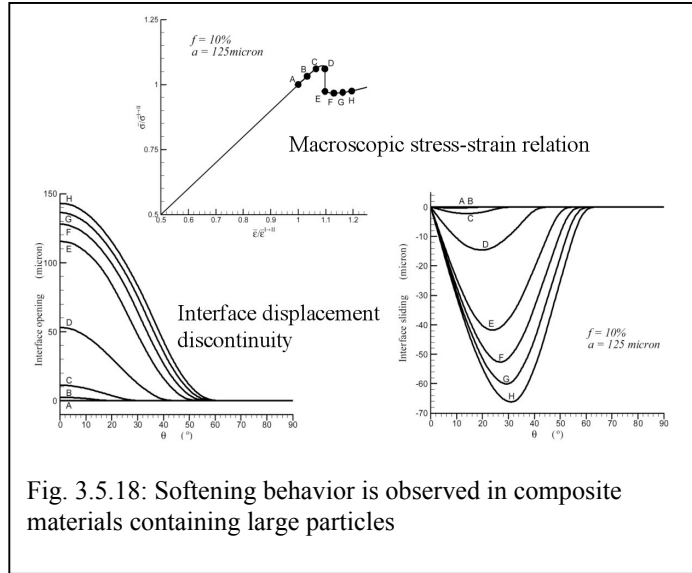 1.25
f = 10%
a = 125micron
C D
B
A
1
E F G H
σ̄/σ̄
0.75
Macroscopic stress-strain relation
0.5
0.5 0.6 0.7 0.8 0.9 1 1.1 1.2
ε̄/ε̄
150
H
G
F
E
100
Interface opening (micron)
D
50
C
B
A
0
0 10 20 30 40 50 60 70 80 90
θ (°)
Interface displacement
discontinuity
0
A B
C
-10
D
-20
-30
Interface sliding (micron)
-40
E
-50
F
-60
G
H
-70
f = 10%
a = 125 micron
0 10 20 30 40 50 60 70 80 90
θ (°)
Fig. 3.5.18: Softening behavior is observed in composite
materials containing large particles